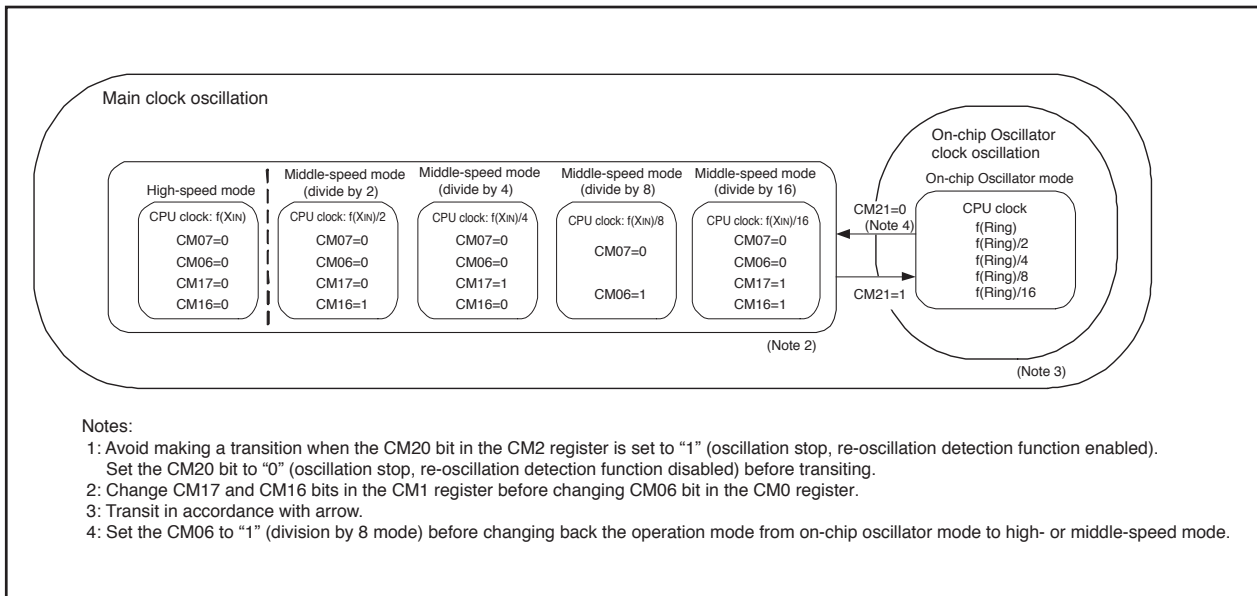 Main clock oscillation
High-speed mode
CPU clock: f(XIN)
CM07=0
CM06=0
CM17=0
CM16=0
Middle-speed mode
(divide by 2)
CPU clock: f(XIN)/2
CM07=0
CM06=0
CM17=0
CM16=1
Middle-speed mode
(divide by 4)
CPU clock: f(XIN)/4
CM07=0
CM06=0
CM17=1
CM16=0
Middle-speed mode
(divide by 8)
CPU clock: f(XIN)/8
CM07=0
CM06=1
Middle-speed mode
(divide by 16)
CPU clock: f(XIN)/16
CM07=0
CM06=0
CM17=1
CM16=1
(Note 2)
CM21=0
(Note 4)
CM21=1
On-chip Oscillator
clock oscillation
On-chip Oscillator mode
CPU clock
f(Ring)
f(Ring)/2
f(Ring)/4
f(Ring)/8
f(Ring)/16
(Note 3)
Notes:
1: Avoid making a transition when the CM20 bit in the CM2 register is set to “1” (oscillation stop, re-oscillation detection function enabled).
Set the CM20 bit to “0” (oscillation stop, re-oscillation detection function disabled) before transiting.
2: Change CM17 and CM16 bits in the CM1 register before changing CM06 bit in the CM0 register.
3: Transit in accordance with arrow.
4: Set the CM06 to “1” (division by 8 mode) before changing back the operation mode from on-chip oscillator mode to high- or middle-speed mode.